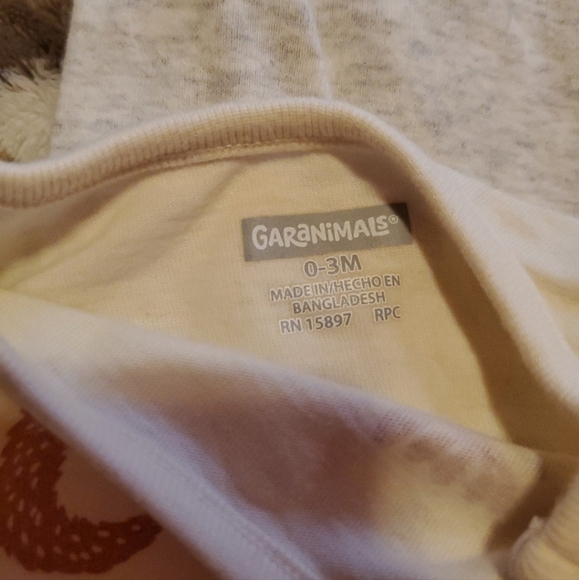 GARANIMALS®
0-3M
MADE IN/HECHO EN
BANGLADESH
RN 15897 RPC